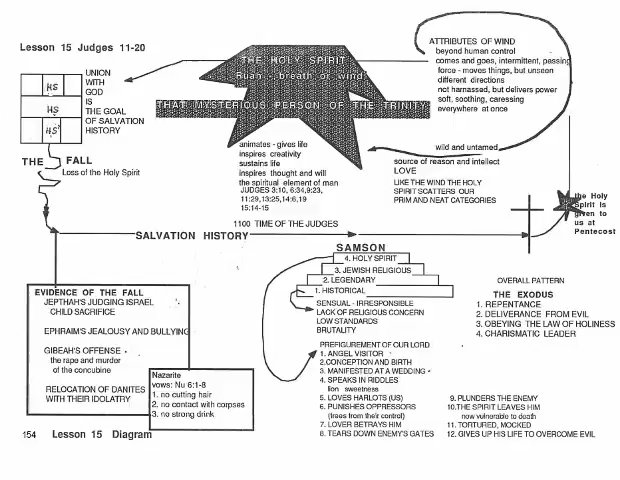 Lesson 15 Judges 11-20
THE HOLY SPIRIT
Ruah - breath or wind
THAT MYSTERIOUS PERSON OF THE TRINITY
ATTRIBUTES OF WIND
beyond human control
comes and goes, intermittent, passing
force - moves things, but unseen
different directions
not harnassed, but delivers power
soft, soothing, caressing
everywhere at once
HS
HS
HS
UNION
WITH
GOD
IS
THE GOAL
OF SALVATION
HISTORY
THE FALL
Loss of the Holy Spirit
animates - gives life
inspires creativity
sustains life
inspires thought and will
the spiritual element of man
JUDGES 3:10, 6:34,9:23,
11:29,13:25,14:6,19
15:14-15
wild and untamed
source of reason and intellect
LOVE
LIKE THE WIND THE HOLY
SPIRIT SCATTERS OUR
PRIM AND NEAT CATEGORIES
the Holy
Spirit is
given to
us at
Pentecost
1100 TIME OF THE JUDGES
SALVATION HISTORY
SAMSON
4. HOLY SPIRIT
3. JEWISH RELIGIOUS
2. LEGENDARY
1. HISTORICAL
SENSUAL - IRRESPONSIBLE
LACK OF RELIGIOUS CONCERN
LOW STANDARDS
BRUTALITY
OVERALL PATTERN
THE EXODUS
1. REPENTANCE
2. DELIVERANCE FROM EVIL
3. OBEYING THE LAW OF HOLINESS
4. CHARISMATIC LEADER
EVIDENCE OF THE FALL
JEPTHAH'S JUDGING ISRAEL
CHILD SACRIFICE
EPHRAIM'S JEALOUSY AND BULLYING
GIBEAH'S OFFENSE
the rape and murder
of the concubine
RELOCATION OF DANITES
WITH THEIR IDOLATRY
Nazarite
vows: Nu 6:1-8
1. no cutting hair
2. no contact with corpses
3. no strong drink
PREFIGUREMENT OF OUR LORD
1. ANGEL VISITOR
2.CONCEPTION AND BIRTH
3. MANIFESTED AT A WEDDING
4. SPEAKS IN RIDDLES
lion sweetness
5. LOVES HARLOTS (US)
6. PUNISHES OPPRESSORS
(frees from their control)
7. LOVER BETRAYS HIM
8. TEARS DOWN ENEMY'S GATES
9. PLUNDERS THE ENEMY
10.THE SPIRIT LEAVES HIM
now vulnerable to death
11. TORTURED, MOCKED
12. GIVES UP HIS LIFE TO OVERCOME EVIL
154 Lesson 15 Diagram